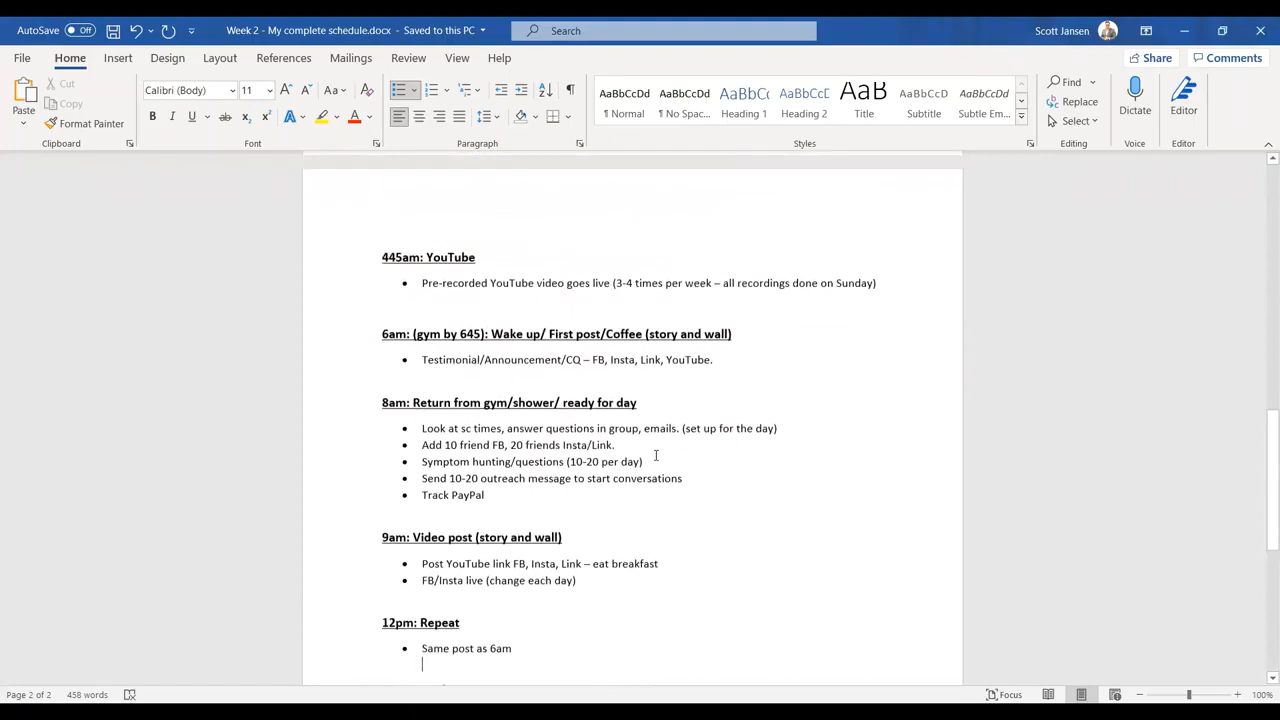 AutoSave Off Week 2 - My complete schedule.docx - Saved to this PC Search Scott Jansen
File Home Insert Draw Design Layout References Mailings Review View Help Share Comments
Cut
Copy
Format Painter
Paste
Calibri (Body) 11
AaBbCcDd AaBbCcDd AaBbCc AaBbCcD AaB AaBbCcD AaBbCcDd
¶ Normal ¶ No Spac... Heading 1 Heading 2 Title Subtitle Subtle Em...
Find
Replace
Select
Dictate
Editor
Clipboard Font Paragraph Styles Editing Voice Editor
445am: YouTube
• Pre-recorded YouTube video goes live (3-4 times per week – all recordings done on Sunday)
6am: (gym by 645): Wake up/ First post/Coffee (story and wall)
• Testimonial/Announcement/CQ – FB, Insta, Link, YouTube.
8am: Return from gym/shower/ ready for day
• Look at sc times, answer questions in group, emails. (set up for the day)
• Add 10 friend FB, 20 friends Insta/Link.
• Symptom hunting/questions (10-20 per day)
• Send 10-20 outreach message to start conversations
• Track PayPal
9am: Video post (story and wall)
• Post YouTube link FB, Insta, Link – eat breakfast
• FB/Insta live (change each day)
12pm: Repeat
• Same post as 6am
Page 2 of 2 458 words Focus 100%